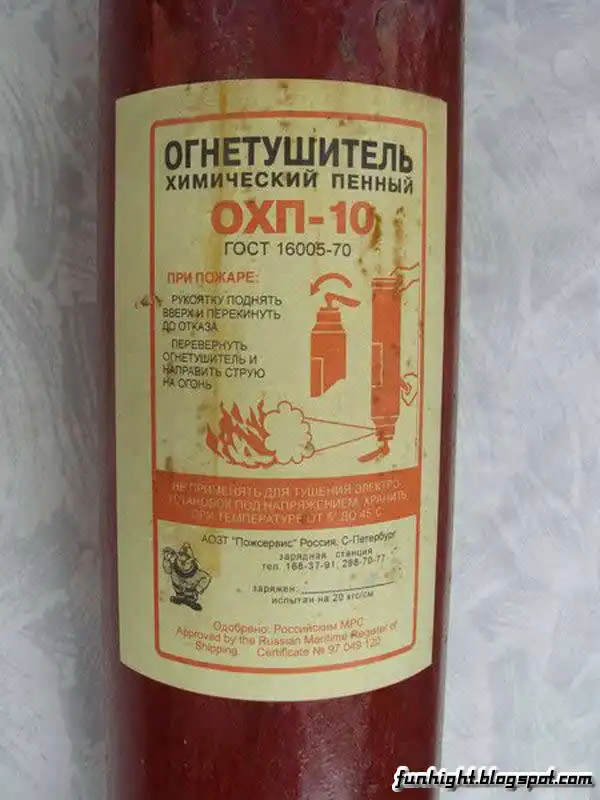 ОГНЕТУШИТЕЛЬ
ХИМИЧЕСКИЙ ПЕННЫЙ
ОХП-10
ГОСТ 16005-70
ПРИ ПОЖАРЕ:
РУКОЯТКУ ПОДНЯТЬ
ВВЕРХ И ПЕРЕКИНУТЬ
ДО ОТКАЗА
ПЕРЕВЕРНУТЬ
ОГНЕТУШИТЕЛЬ И
НАПРАВИТЬ СТРУЮ
НА ОГОНЬ
НЕ ПРИМЕНЯТЬ ДЛЯ ТУШЕНИЯ ЭЛЕКТРО-
УСТАНОВОК ПОД НАПРЯЖЕНИЕМ. ХРАНИТЬ
ПРИ ТЕМПЕРАТУРЕ ОТ 5° ДО 45 С
АОЗТ "Пожсервис" Россия, С-Петербург
зарядная станция
тел. 168-37-91, 298-70-77
заряжен:
испытан на 20 кгс/см
Одобрено: Российским МРС
Approved by the Russian Maritime Register of
Shipping. Certificate № 97 049 120
funhight.blogspot.com